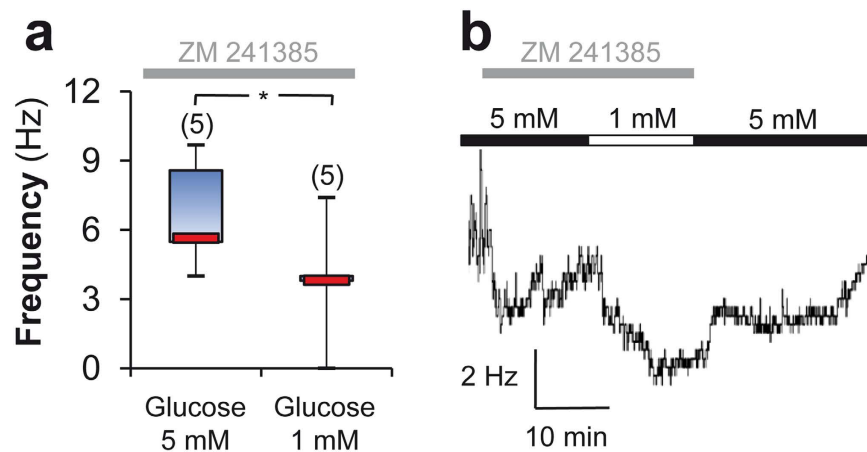 a
ZM 241385
12
9
6
3
0
Frequency (Hz)
*
(5)
(5)
Glucose
5 mM
Glucose
1 mM
b
ZM 241385
5 mM 1 mM 5 mM
2 Hz
10 min